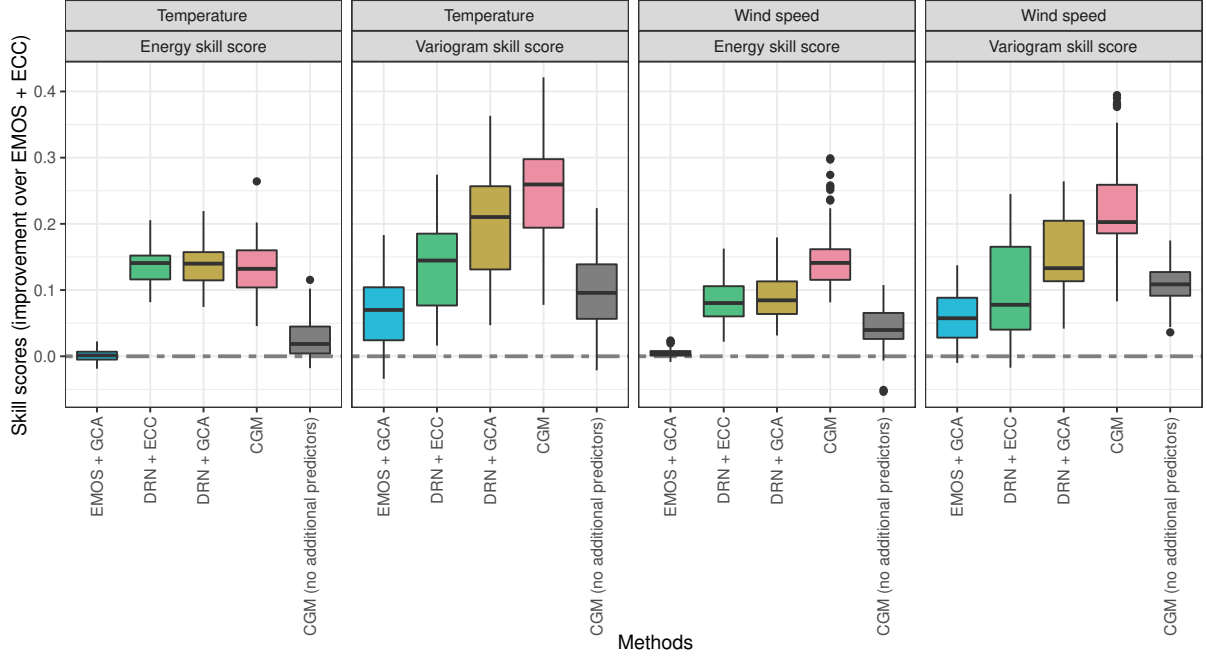 Temperature
Temperature
Wind speed
Wind speed
Energy skill score
Variogram skill score
Energy skill score
Variogram skill score
Skill scores (improvement over EMOS + ECC)
0.4
0.3
0.2
0.1
0.0
EMOS + GCA
DRN + ECC
DRN + GCA
CGM
CGM (no additional predictors)
EMOS + GCA
DRN + ECC
DRN + GCA
CGM
CGM (no additional predictors)
EMOS + GCA
DRN + ECC
DRN + GCA
CGM
CGM (no additional predictors)
EMOS + GCA
DRN + ECC
DRN + GCA
CGM
CGM (no additional predictors)
Methods